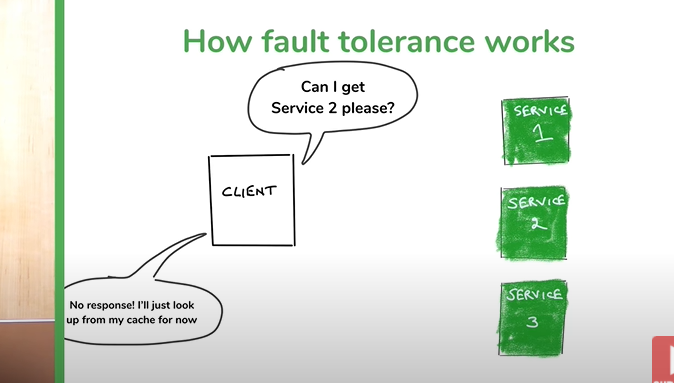 How fault tolerance works
Can I get
Service 2 please?
SERVICE
1
CLIENT
SERVICE
2
No response! I'll just look
up from my cache for now
SERVICE
3